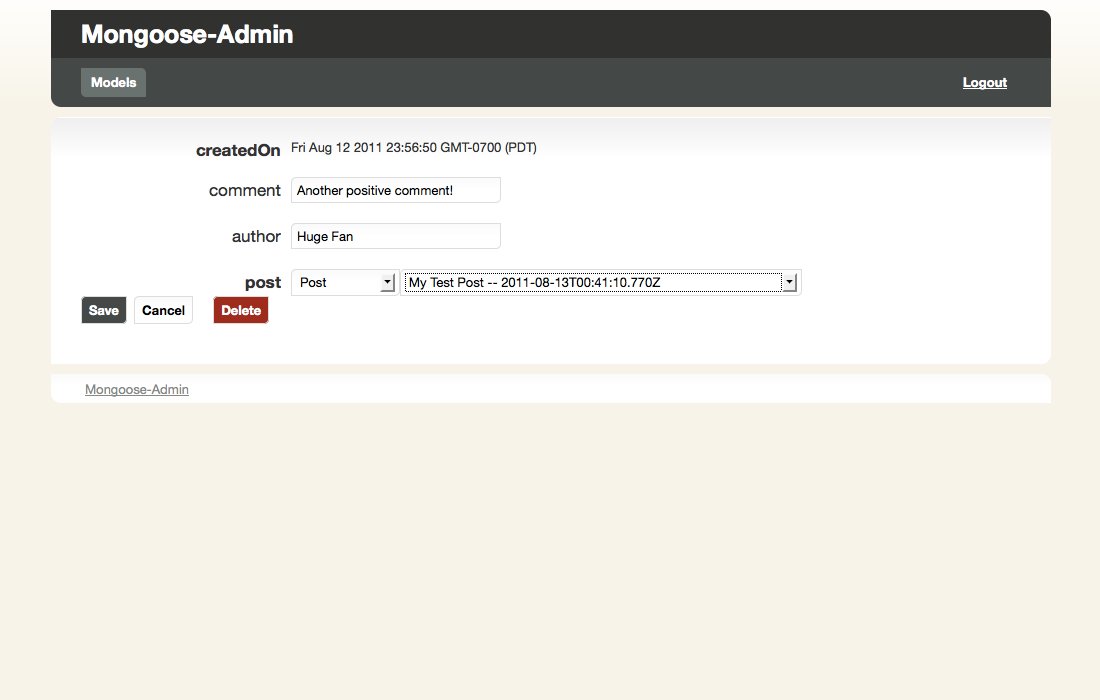 Mongoose-Admin
Models Logout
createdOn Fri Aug 12 2011 23:56:50 GMT-0700 (PDT)
comment Another positive comment!
author Huge Fan
post Post My Test Post -- 2011-08-13T00:41:10.770Z
Save Cancel Delete
Mongoose-Admin